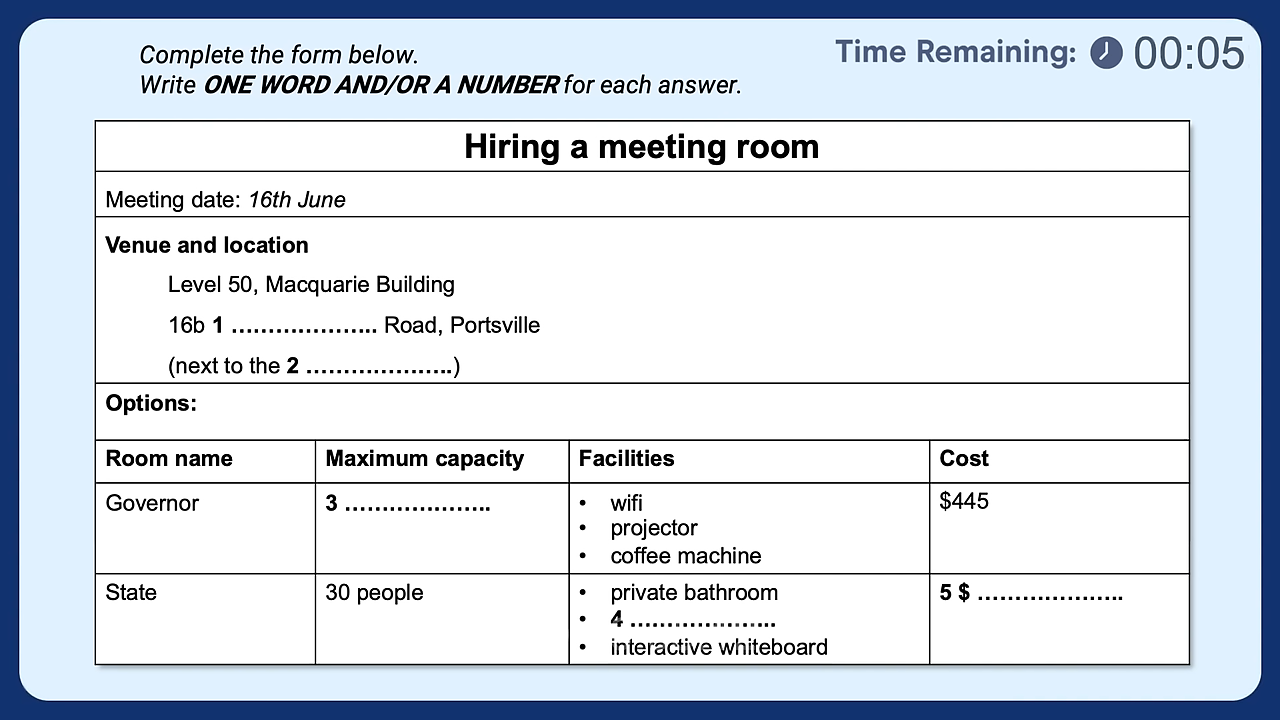 Complete the form below.
Write ONE WORD AND/OR A NUMBER for each answer.
Time Remaining: 00:05
Hiring a meeting room
Meeting date: 16th June
Venue and location
Level 50, Macquarie Building
16b 1 ……………….. Road, Portsville
(next to the 2 ………………..)
Options:
Room name Maximum capacity Facilities Cost
Governor 3 ……………….. • wifi $445
• projector
• coffee machine
State 30 people • private bathroom 5 $ ………………..
• 4 ………………..
• interactive whiteboard